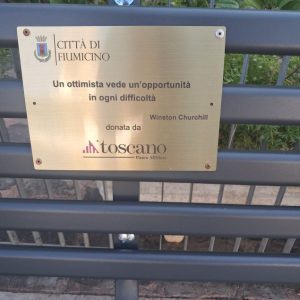 CITTÀ DI
FIUMICINO
Un ottimista vede un'opportunità
in ogni difficoltà
Winston Churchill
donata da
toscano